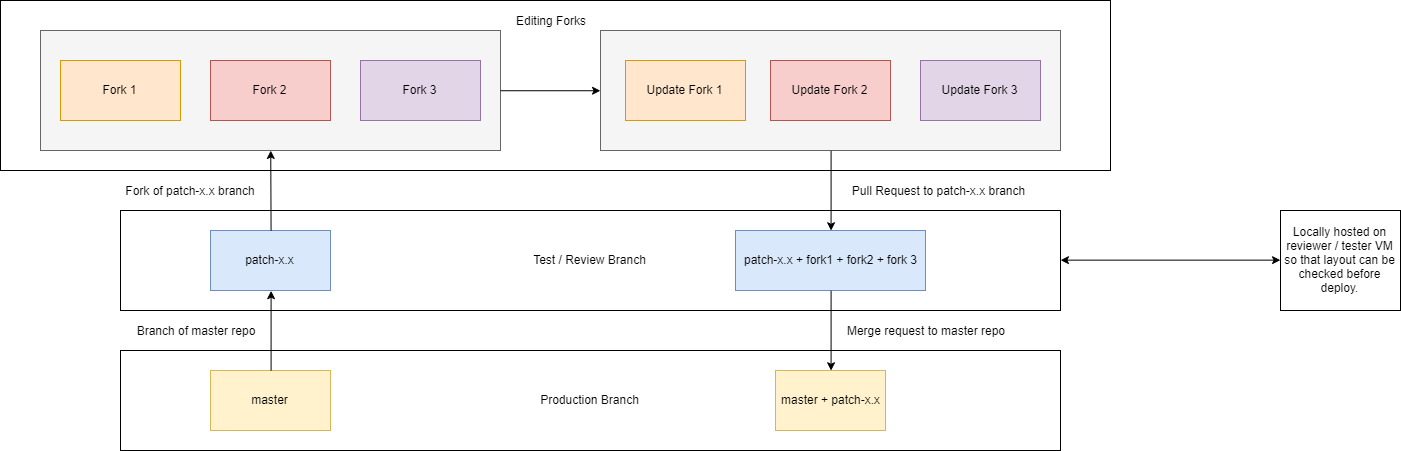 Editing Forks
Fork 1
Fork 2
Fork 3
Update Fork 1
Update Fork 2
Update Fork 3
Fork of patch-x.x branch
Pull Request to patch-x.x branch
patch-x.x
Test / Review Branch
patch-x.x + fork1 + fork2 + fork 3
Locally hosted on
reviewer / tester VM
so that layout can be
checked before
deploy.
Branch of master repo
Merge request to master repo
master
Production Branch
master + patch-x.x